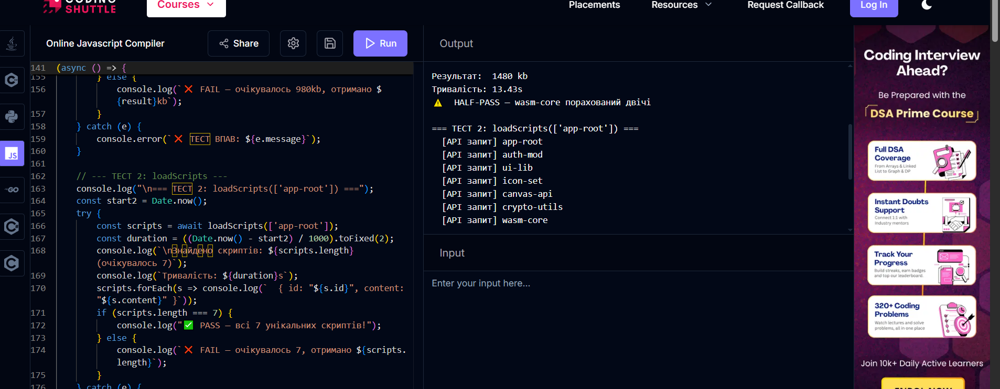 CODING
SHUTTLE
Courses
Placements
Resources
Request Callback
Log In
Online Javascript Compiler
Share
Run
141 (async () => {
155 } else {
156 console.log(`❌ FAIL — очікувалось 980kb, отримано $
{result}kb`);
157 }
158 } catch (e) {
159 console.error(`❌ ТЕСТ ВПАВ: ${e.message}`);
160 }
161
162 // --- ТЕСТ 2: loadScripts ---
163 console.log("\n=== ТЕСТ 2: loadScripts(['app-root']) ===");
164 const start2 = Date.now();
165 try {
166 const scripts = await loadScripts(['app-root']);
167 const duration = ((Date.now() - start2) / 1000).toFixed(2);
168 console.log(`\nЗнайдено скриптів: ${scripts.length}
(очікувалось 7)`);
169 console.log(`Тривалість: ${duration}s`);
170 scripts.forEach(s => console.log(`  { id: "${s.id}", content:
"${s.content}" }`));
171 if (scripts.length === 7) {
172 console.log("✅ PASS — всі 7 унікальних скриптів!");
173 } else {
174 console.log(`❌ FAIL — очікувалось 7, отримано ${scripts.
length}`);
175 }
176 } catch (e) {
JS
GO
Output
Результат:  1480 kb
Тривалість: 13.43s
⚠️ HALF-PASS — wasm-core порахований двічі
=== ТЕСТ 2: loadScripts(['app-root']) ===
[API запит] app-root
[API запит] auth-mod
[API запит] ui-lib
[API запит] icon-set
[API запит] canvas-api
[API запит] crypto-utils
[API запит] wasm-core
Input
Enter your input here...
Coding Interview
Ahead?
Be Prepared with the
DSA Prime Course
Full DSA
Coverage
From Arrays & Linked
List to Graph & DP
Instant Doubts
Support
Connect 1:1 with
industry mentors
Track Your
Progress
Build streaks, earn badges
and top our leaderboard.
320+ Coding
Problems
Watch lectures and solve
problems, all in one place
Join 10k+ Daily Active Learners
ENROL NOW